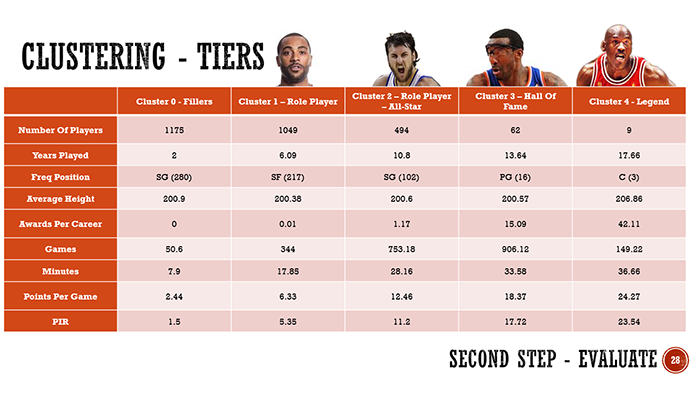 CLUSTERING - TIERS
Cluster 0 - Fillers Cluster 1 – Role Player Cluster 2 – Role Player – All-Star Cluster 3 – Hall Of Fame Cluster 4 - Legend
Number Of Players 1175 1049 494 62 9
Years Played 2 6.09 10.8 13.64 17.66
Freq Position SG (280) SF (217) SG (102) PG (16) C (3)
Average Height 200.9 200.38 200.6 200.57 206.86
Awards Per Career 0 0.01 1.17 15.09 42.11
Games 50.6 344 753.18 906.12 149.22
Minutes 7.9 17.85 28.16 33.58 36.66
Points Per Game 2.44 6.33 12.46 18.37 24.27
PIR 1.5 5.35 11.2 17.72 23.54
SECOND STEP - EVALUATE 28